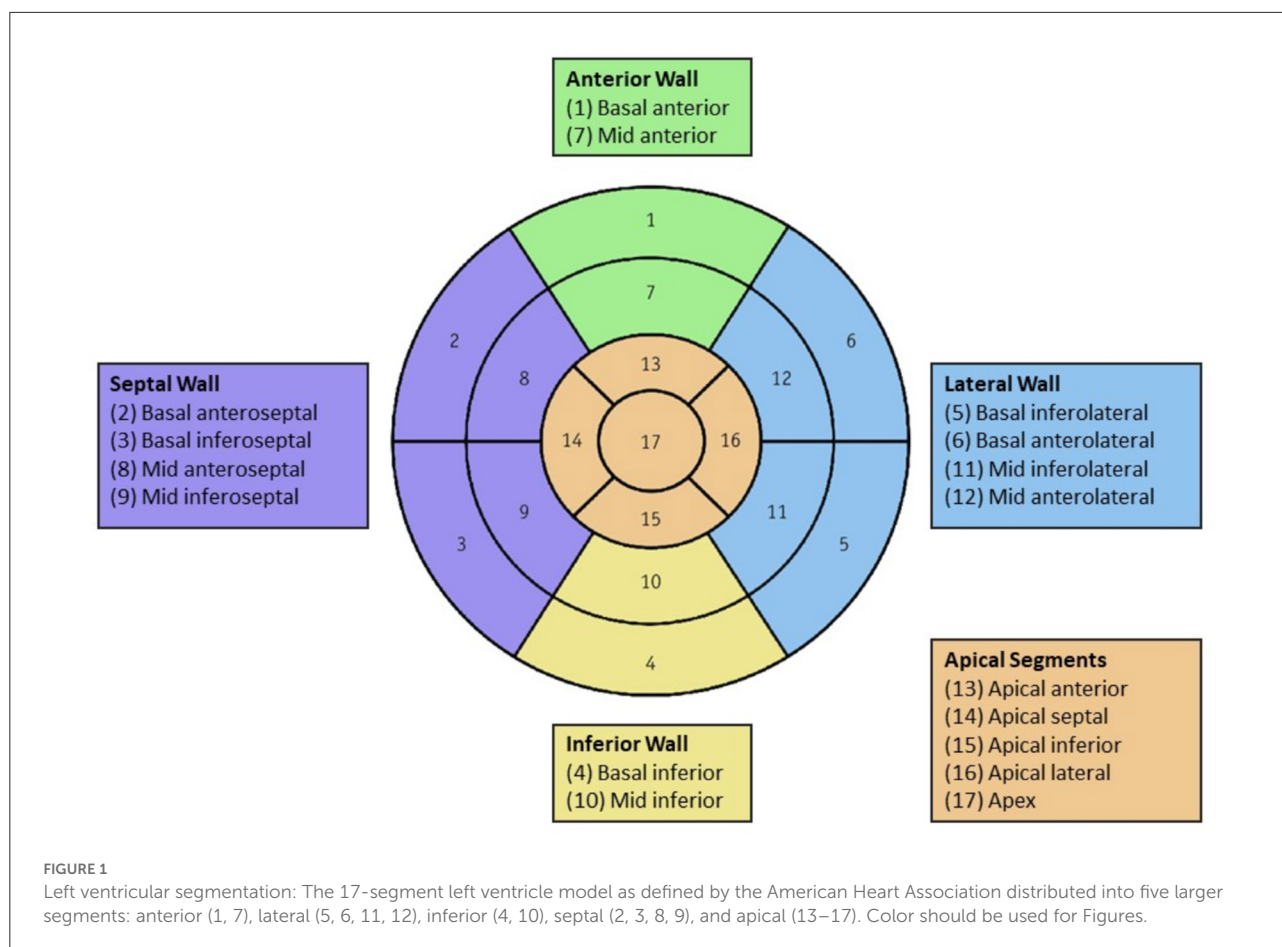 Anterior Wall
(1) Basal anterior
(7) Mid anterior
1
7
2
6
8
12
13
14
17
16
9
11
15
3
5
10
4
Septal Wall
(2) Basal anteroseptal
(3) Basal inferoseptal
(8) Mid anteroseptal
(9) Mid inferoseptal
Lateral Wall
(5) Basal inferolateral
(6) Basal anterolateral
(11) Mid inferolateral
(12) Mid anterolateral
Inferior Wall
(4) Basal inferior
(10) Mid inferior
Apical Segments
(13) Apical anterior
(14) Apical septal
(15) Apical inferior
(16) Apical lateral
(17) Apex
FIGURE 1
Left ventricular segmentation: The 17-segment left ventricle model as defined by the American Heart Association distributed into five larger
segments: anterior (1, 7), lateral (5, 6, 11, 12), inferior (4, 10), septal (2, 3, 8, 9), and apical (13–17). Color should be used for Figures.